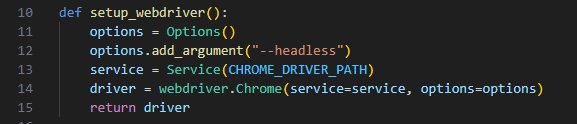 10 def setup_webdriver():
11     options = Options()
12     options.add_argument("--headless")
13     service = Service(CHROME_DRIVER_PATH)
14     driver = webdriver.Chrome(service=service, options=options)
15     return driver